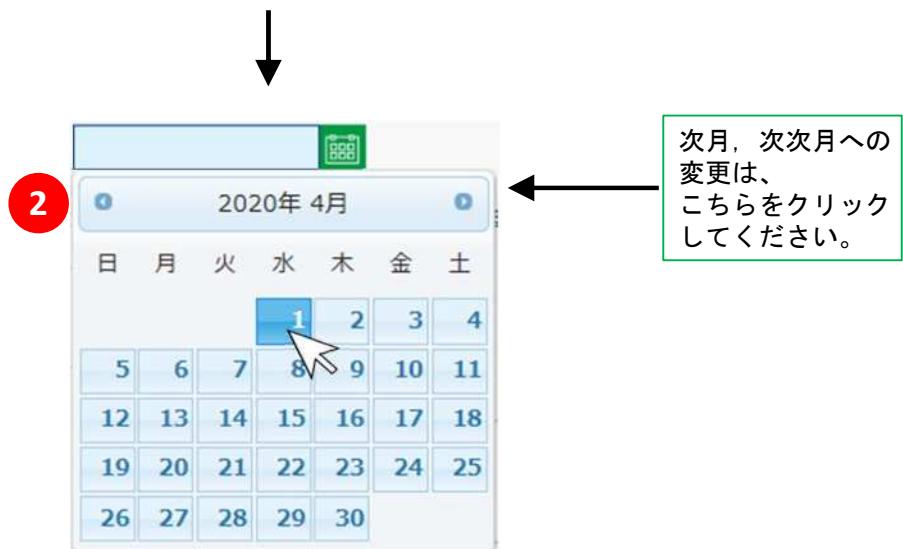 次月，次次月への
変更は、
こちらをクリック
してください。
2
2020年 4月
日 月 火 水 木 金 土
1 2 3 4
5 6 7 8 9 10 11
12 13 14 15 16 17 18
19 20 21 22 23 24 25
26 27 28 29 30